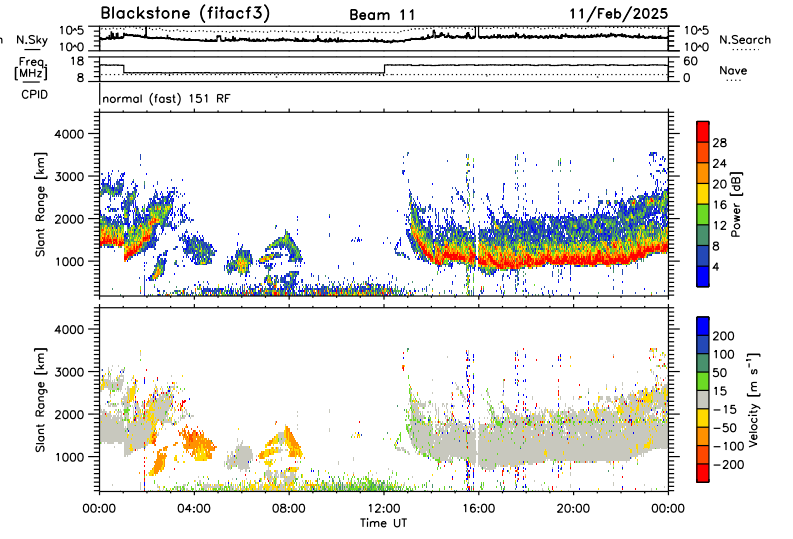 Blackstone (fitacf3) Beam 11 11/Feb/2025
n N.Sky 10^5 10^0 10^5 10^0 N.Search
Freq. [MHz] 18 8 60 0 Nave
CPID normal (fast) 151 RF
Slant Range [km] 4000 3000 2000 1000
28 24 20 16 12 8 4 Power [dB]
Slant Range [km] 4000 3000 2000 1000
200 100 50 15 -15 -50 -100 -200 Velocity [m s⁻¹]
00:00 04:00 08:00 12:00 16:00 20:00 00:00
Time UT